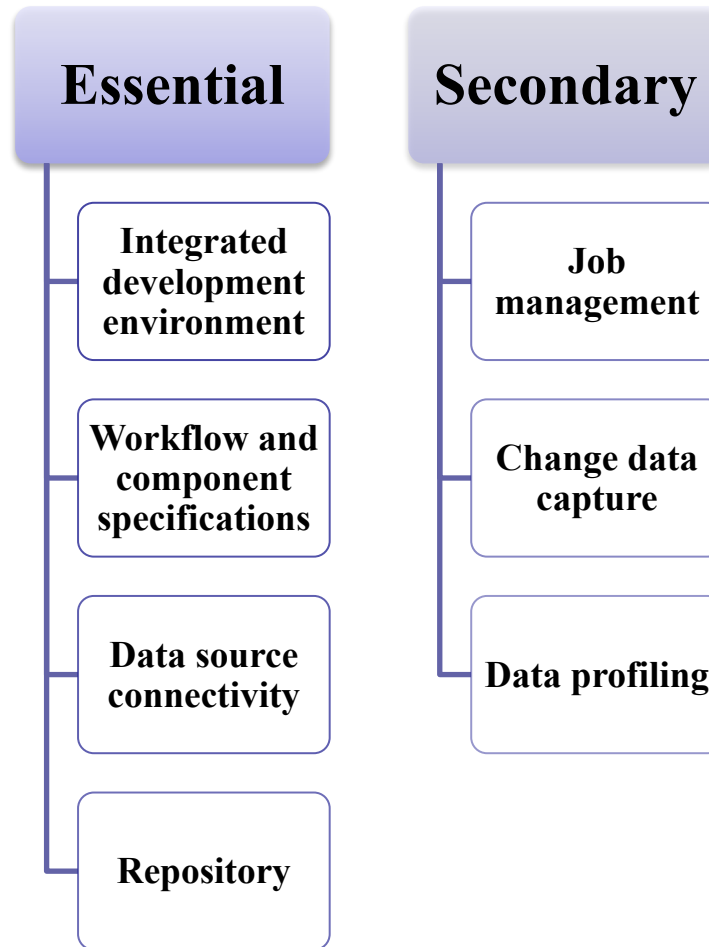 Essential
Integrated
development
environment
Workflow and
component
specifications
Data source
connectivity
Repository
Secondary
Job
management
Change data
capture
Data profiling